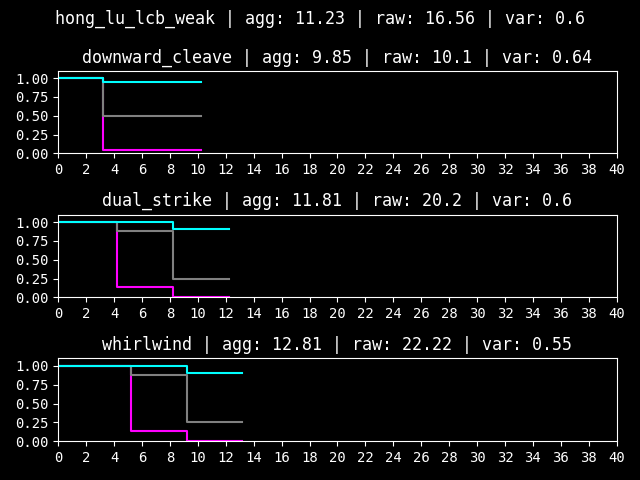 hong_lu_lcb_weak | agg: 11.23 | raw: 16.56 | var: 0.6
downward_cleave | agg: 9.85 | raw: 10.1 | var: 0.64
1.00
0.75
0.50
0.25
0.00
0 2 4 6 8 10 12 14 16 18 20 22 24 26 28 30 32 34 36 38 40
dual_strike | agg: 11.81 | raw: 20.2 | var: 0.6
1.00
0.75
0.50
0.25
0.00
0 2 4 6 8 10 12 14 16 18 20 22 24 26 28 30 32 34 36 38 40
whirlwind | agg: 12.81 | raw: 22.22 | var: 0.55
1.00
0.75
0.50
0.25
0.00
0 2 4 6 8 10 12 14 16 18 20 22 24 26 28 30 32 34 36 38 40